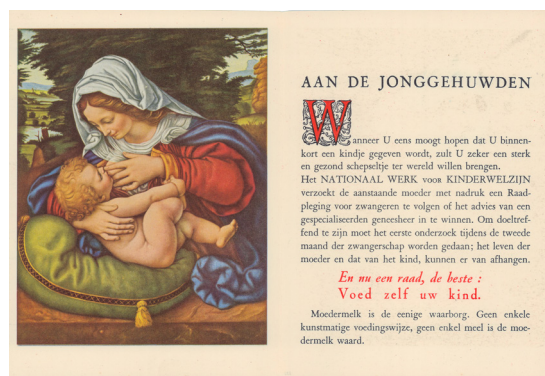 AAN DE JONGGEHUWDEN
Wanneer U eens moogt hopen dat U binnen-
kort een kindje gegeven wordt, zult U zeker een sterk
en gezond schepseltje ter wereld willen brengen.
Het NATIONAAL WERK voor KINDERWELZIJN
verzoekt de aanstaande moeder met nadruk een Raad-
pleging voor zwangeren te volgen of het advies van een
gespecialiseerden geneesheer in te winnen. Om doeltref-
fend te zijn moet het eerste onderzoek tijdens de tweede
maand der zwangerschap worden gedaan; het leven der
moeder en dat van het kind, kunnen er van afhangen.
En nu een raad, de beste :
Voed zelf uw kind.
Moedermelk is de eenige waarborg. Geen enkele
kunstmatige voedingswijze, geen enkel meel is de moe-
dermelk waard.